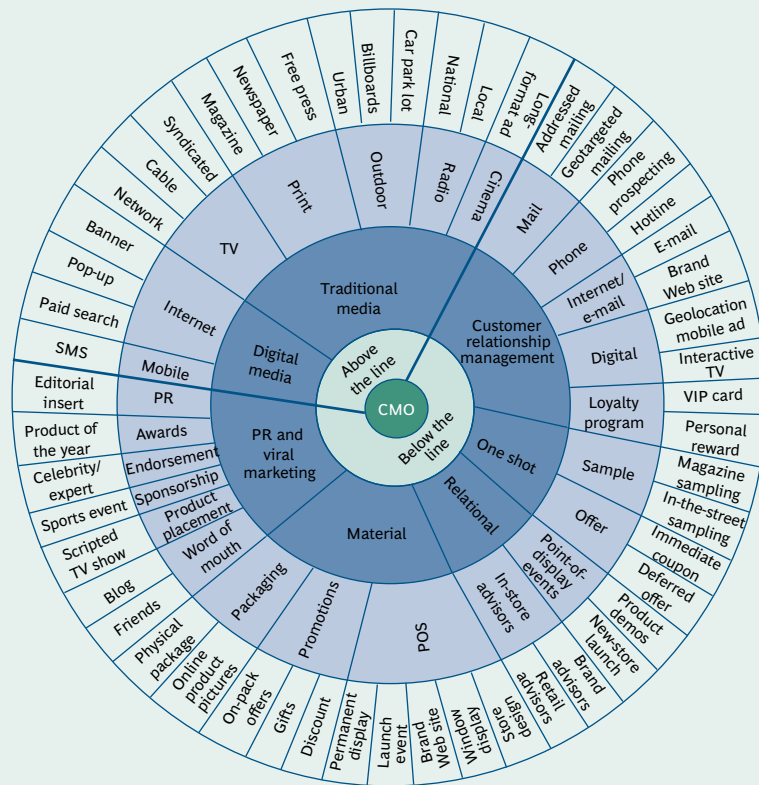 CMO
Above
the line
Below the
line
Traditional
media
Customer
relationship
management
One shot
Relational
Material
PR and
viral
marketing
Digital
media
Mobile
Internet
TV
Print
Outdoor
Radio
Cinema
Mail
Phone
Internet/
e-mail
Digital
Loyalty
program
Sample
Offer
Point-of-
display
events
In-store
advisors
POS
Promotions
Packaging
Word of
mouth
Product
placement
Sponsorship
Endorsement
Awards
PR
SMS
Paid search
Pop-up
Banner
Network
Cable
Syndicated
Magazine
Newspaper
Free press
Urban
Billboards
Car park lot
National
Local
Long-
format ad
Addressed
mailing
Geotargeted
mailing
Phone
prospecting
Hotline
E-mail
Brand
Web site
Geolocation
mobile ad
Interactive
TV
VIP card
Personal
reward
Magazine
sampling
In-the-street
sampling
Immediate
coupon
Deferred
offer
Product
demos
New-store
launch
Brand
advisors
Retail
advisors
Store
design
Window
display
Brand
Web site
Launch
event
Permanent
display
Discount
Gifts
On-pack
offers
Online
product
pictures
Physical
package
Friends
Blog
Scripted
TV show
Sports event
Celebrity/
expert
Product of
the year
Editorial
insert